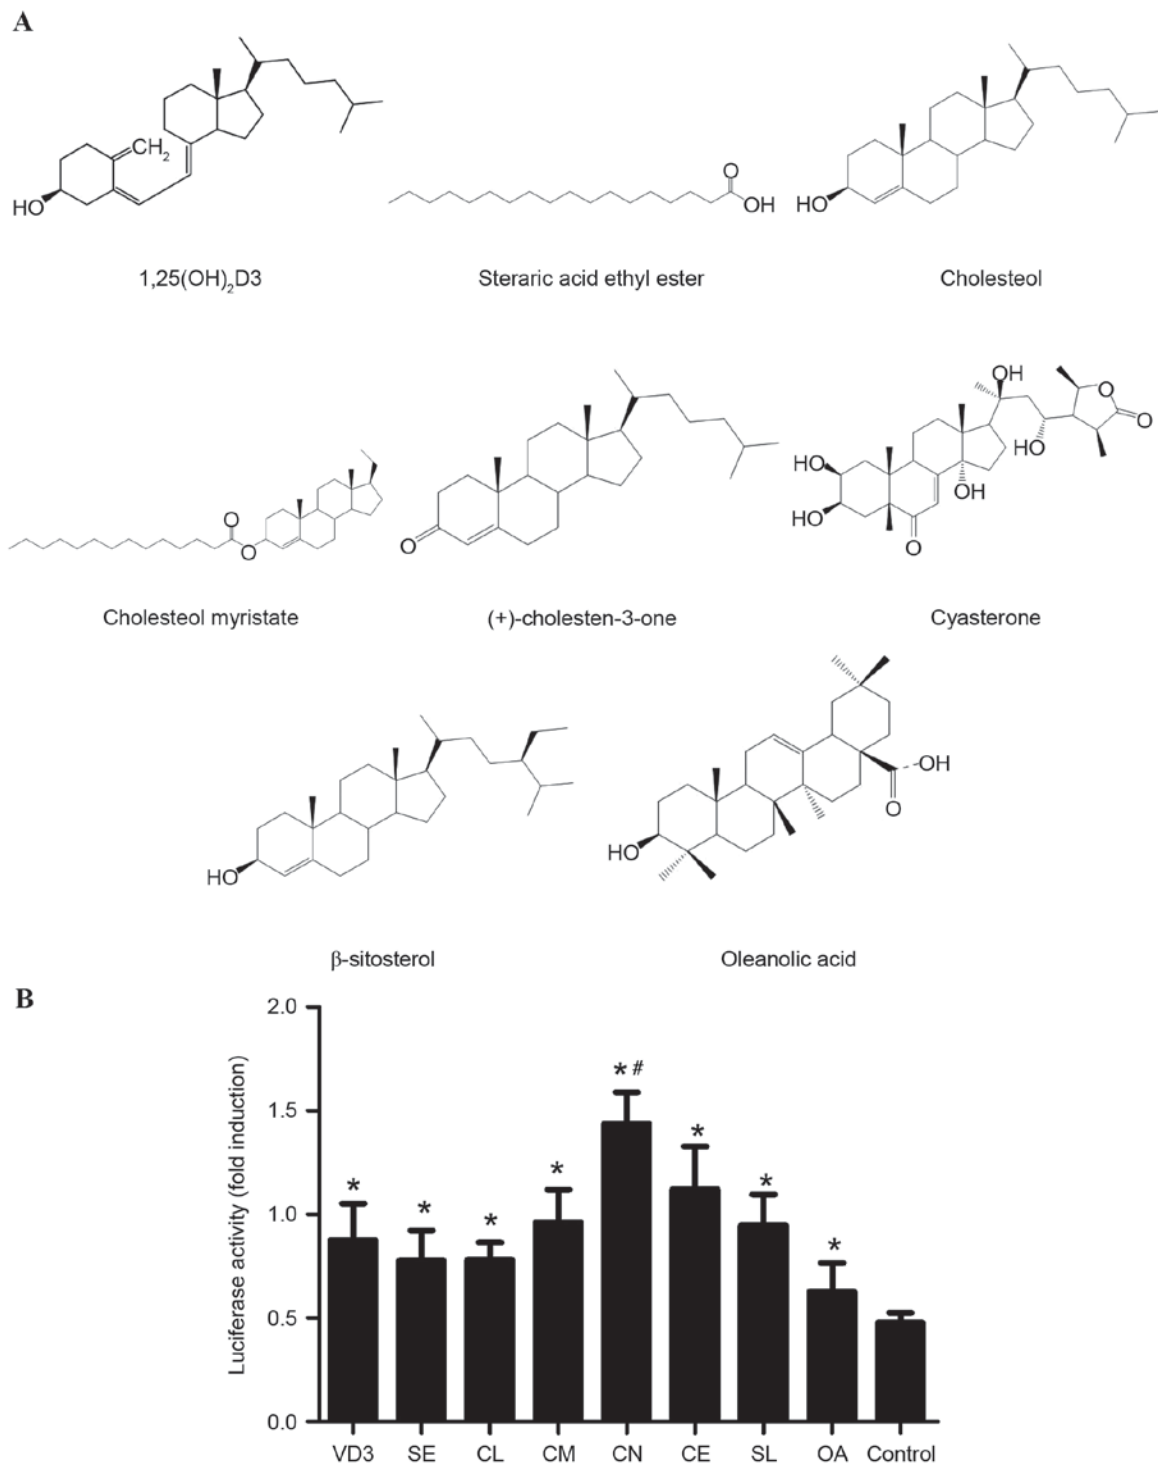 A
CH2
HO
1,25(OH)2D3
O
OH
Steraric acid ethyl ester
HO
Cholesteol
O
O
Cholesteol myristate
O
(+)-cholesten-3-one
OH
O
O
HO
HO
OH
HO
O
Cyasterone
HO
β-sitosterol
OH
O
HO
Oleanolic acid
B
Luciferase activity (fold induction)
2.0
1.5
1.0
0.5
0.0
*
*
*
*
* #
*
*
*
VD3 SE CL CM CN CE SL OA Control